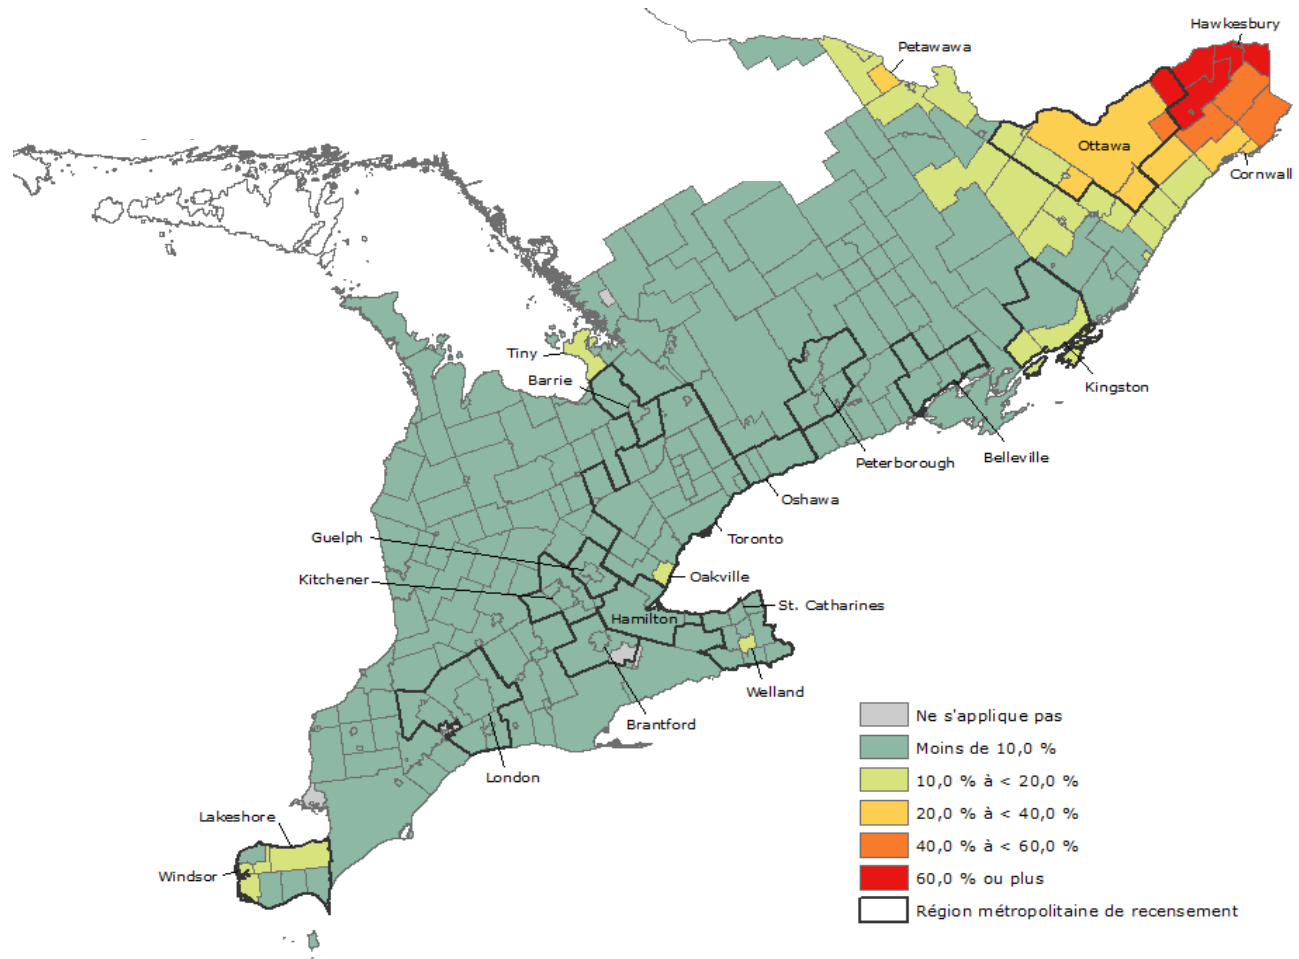 Hawkesbury
Petawawa
Ottawa
Cornwall
Tiny
Barrie
Kingston
Belleville
Peterborough
Oshawa
Guelph
Toronto
Kitchener
Oakville
St. Catharines
Hamilton
Welland
Brantford
London
Lakeshore
Windsor
Ne s'applique pas
Moins de 10,0 %
10,0 % à < 20,0 %
20,0 % à < 40,0 %
40,0 % à < 60,0 %
60,0 % ou plus
Région métropolitaine de recensement